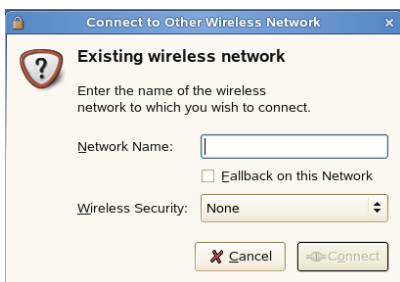 Connect to Other Wireless Network
Existing wireless network
Enter the name of the wireless
network to which you wish to connect.
Network Name:
Fallback on this Network
Wireless Security: None
Cancel Connect